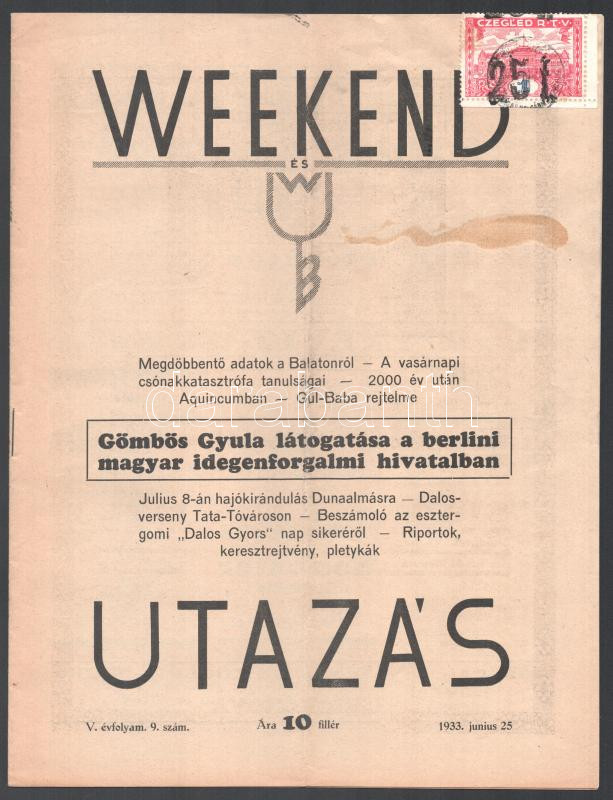 CZEGLÉD R.T.V.
251
WEEKEND
ÉS
W
U
B
Megdöbbentő adatok a Balatonról — A vasárnapi
csónakkatasztrófa tanulságai — 2000 év után
Aquincumban — Gül-Baba rejtelme
darabanth
Gömbös Gyula látogatása a berlini
magyar idegenforgalmi hivatalban
Julius 8-án hajókirándulás Dunaalmásra — Dalos-
verseny Tata-Tóvároson — Beszámoló az eszter-
gomi „Dalos Gyors" nap sikeréről — Riportok,
keresztrejtvény, pletykák
UTAZÁS
V. évfolyam. 9. szám.
Ára 10 fillér
1933. junius 25